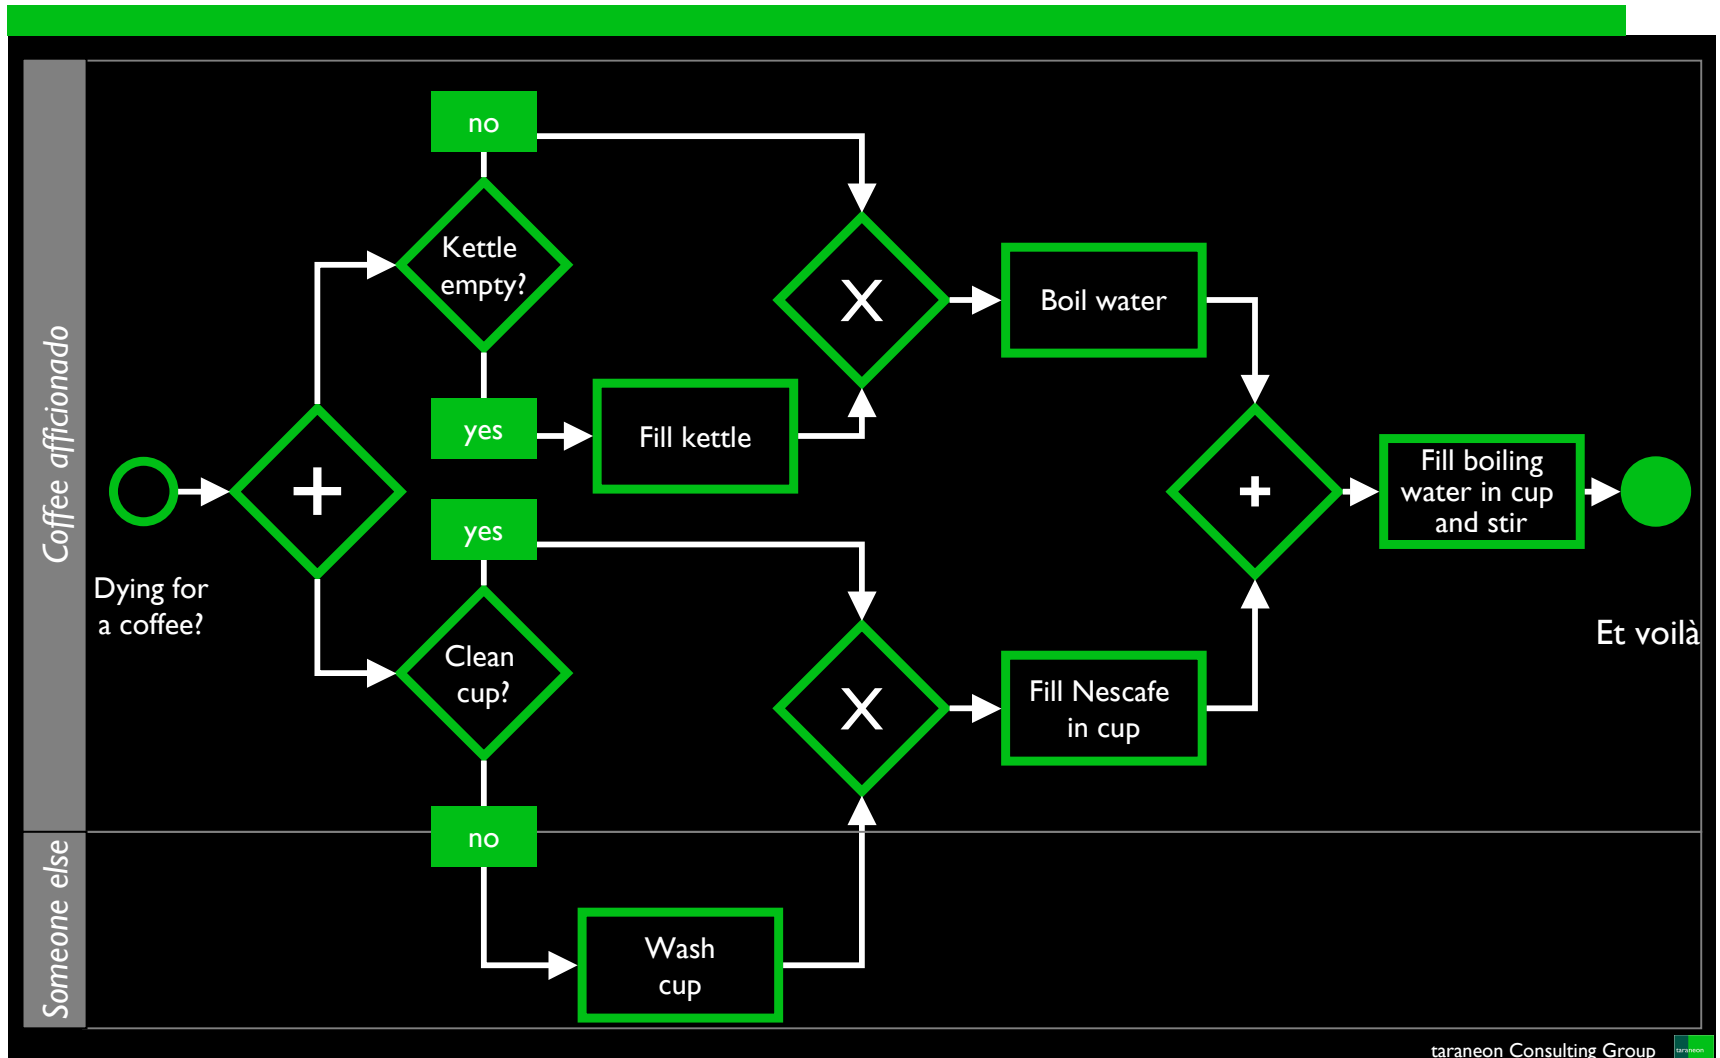 no
Kettle
empty?
X
Boil water
yes
Fill kettle
Coffee afficionado
+
Dying for
a coffee?
yes
Clean
cup?
X
Fill Nescafe
in cup
+
Fill boiling
water in cup
and stir
Et voilà
no
Someone else
Wash
cup
taraneon Consulting Group
taraneon